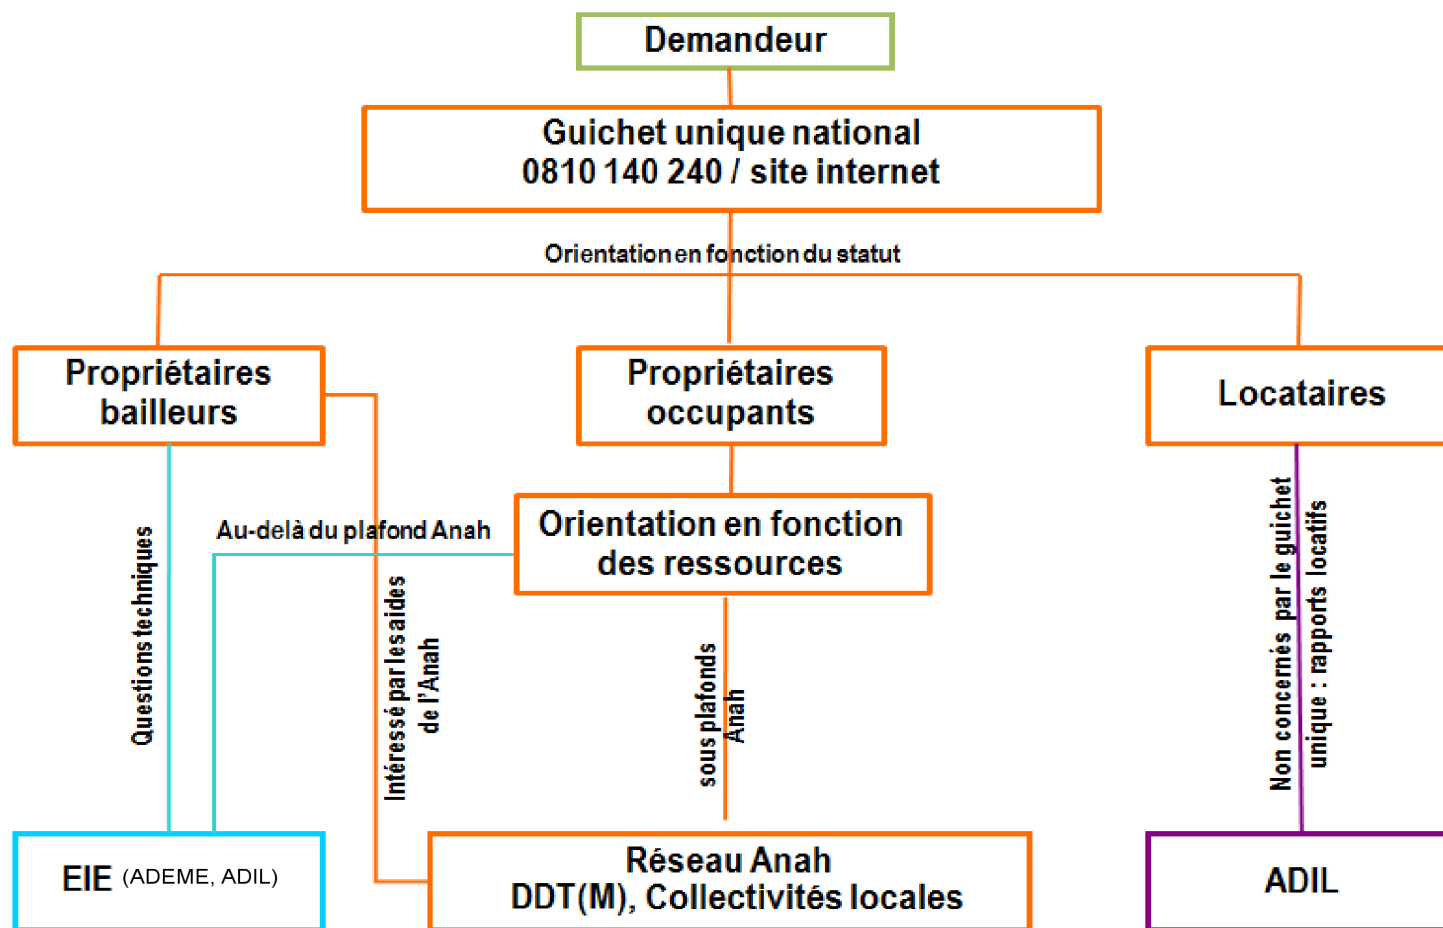 Demandeur
Guichet unique national
0810 140 240 / site internet
Orientation en fonction du statut
Propriétaires
bailleurs
Propriétaires
occupants
Locataires
Orientation en fonction
des ressources
Au-delà du plafond Anah
Questions techniques
Intéressé par les aides
de l'Anah
sous plafonds
Anah
Non concernés par le guichet
unique : rapports locatifs
EIE (ADEME, ADIL)
Réseau Anah
DDT(M), Collectivités locales
ADIL